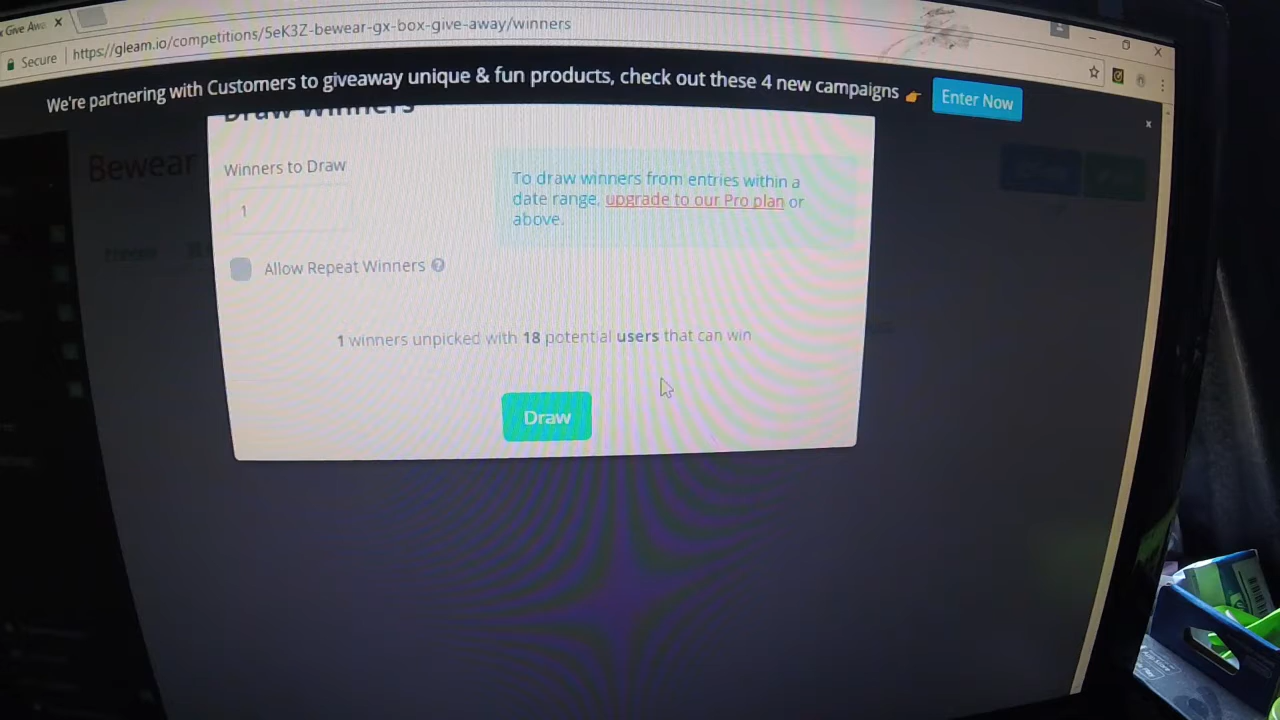 Secure
https://gleam.io/competitions/5eK3Z-bewear-gx-box-give-away/winners
We're partnering with Customers to giveaway unique & fun products, check out these 4 new campaigns 👉
Enter Now
Draw Winners
Bewear
Winners to Draw
1
To draw winners from entries within a
date range, upgrade to our Pro plan or
above.
Allow Repeat Winners ?
1 winners unpicked with 18 potential users that can win
Draw